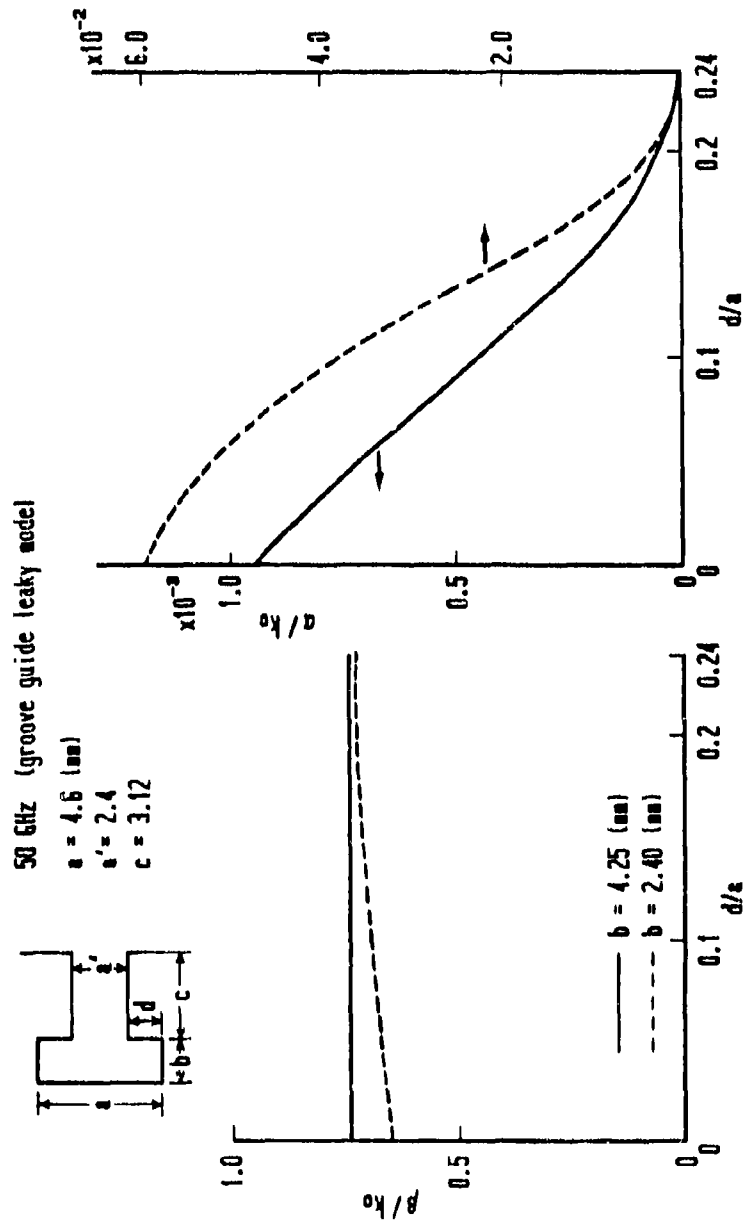 50 GHz (groove guide leaky mode)
a = 4.6 (mm)
a' = 2.4
c = 3.12
a
b
c
d
a'
β/k₀
1.0
0.5
0
0
0.1
0.2
0.24
d/a
b = 4.25 (mm)
b = 2.40 (mm)
α/k₀
x10⁻³
1.0
0.5
0
0
0.1
0.2
0.24
d/a
x10⁻²
6.0
4.0
2.0